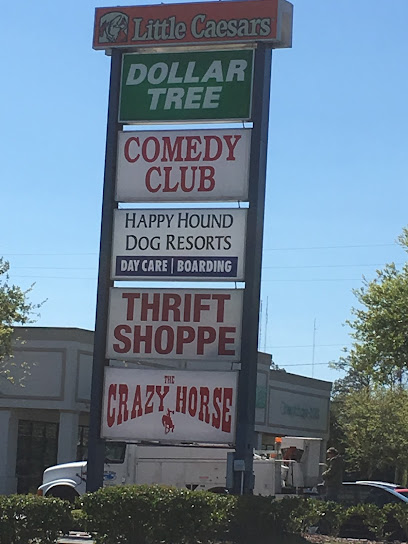 Little Caesars
DOLLAR
TREE
COMEDY
CLUB
HAPPY HOUND
DOG RESORTS
DAY CARE | BOARDING
THRIFT
SHOPPE
THE
CRAZY HORSE